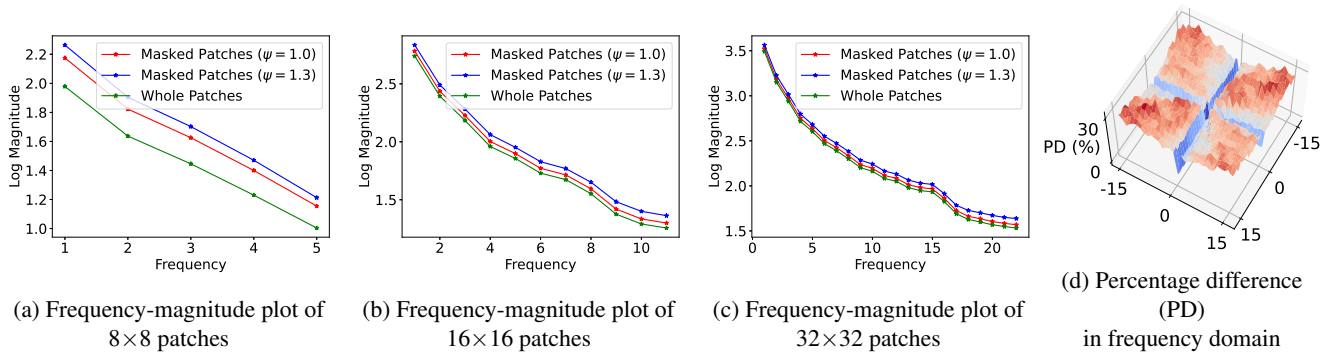 2.2
2.0
1.8
1.6
1.4
1.2
1.0
Log Magnitude
1 2 3 4 5
Frequency
Masked Patches (ψ = 1.0)
Masked Patches (ψ = 1.3)
Whole Patches
(a) Frequency-magnitude plot of
8×8 patches
2.5
2.0
1.5
Log Magnitude
2 4 6 8 10
Frequency
Masked Patches (ψ = 1.0)
Masked Patches (ψ = 1.3)
Whole Patches
(b) Frequency-magnitude plot of
16×16 patches
3.5
3.0
2.5
2.0
1.5
Log Magnitude
0 5 10 15 20
Frequency
Masked Patches (ψ = 1.0)
Masked Patches (ψ = 1.3)
Whole Patches
(c) Frequency-magnitude plot of
32×32 patches
30
PD (%)
0
-15
0
15
15
0
-15
(d) Percentage difference
(PD)
in frequency domain